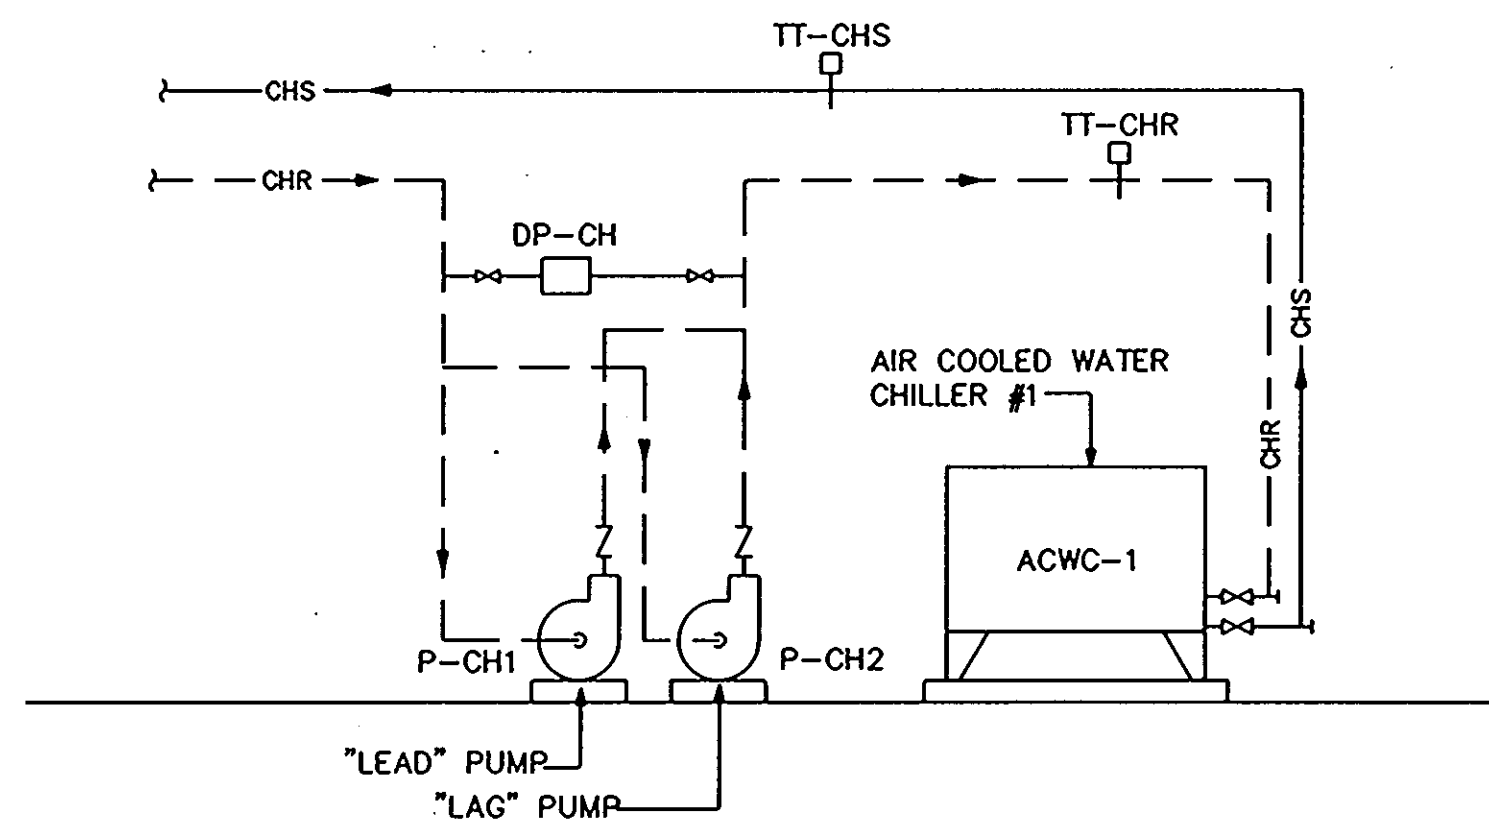 TT-CHS
CHS
TT-CHR
CHR
DP-CH
CHS
AIR COOLED WATER
CHILLER #1
CHR
ACWC-1
P-CH1
P-CH2
"LEAD" PUMP
"LAG" PUMP